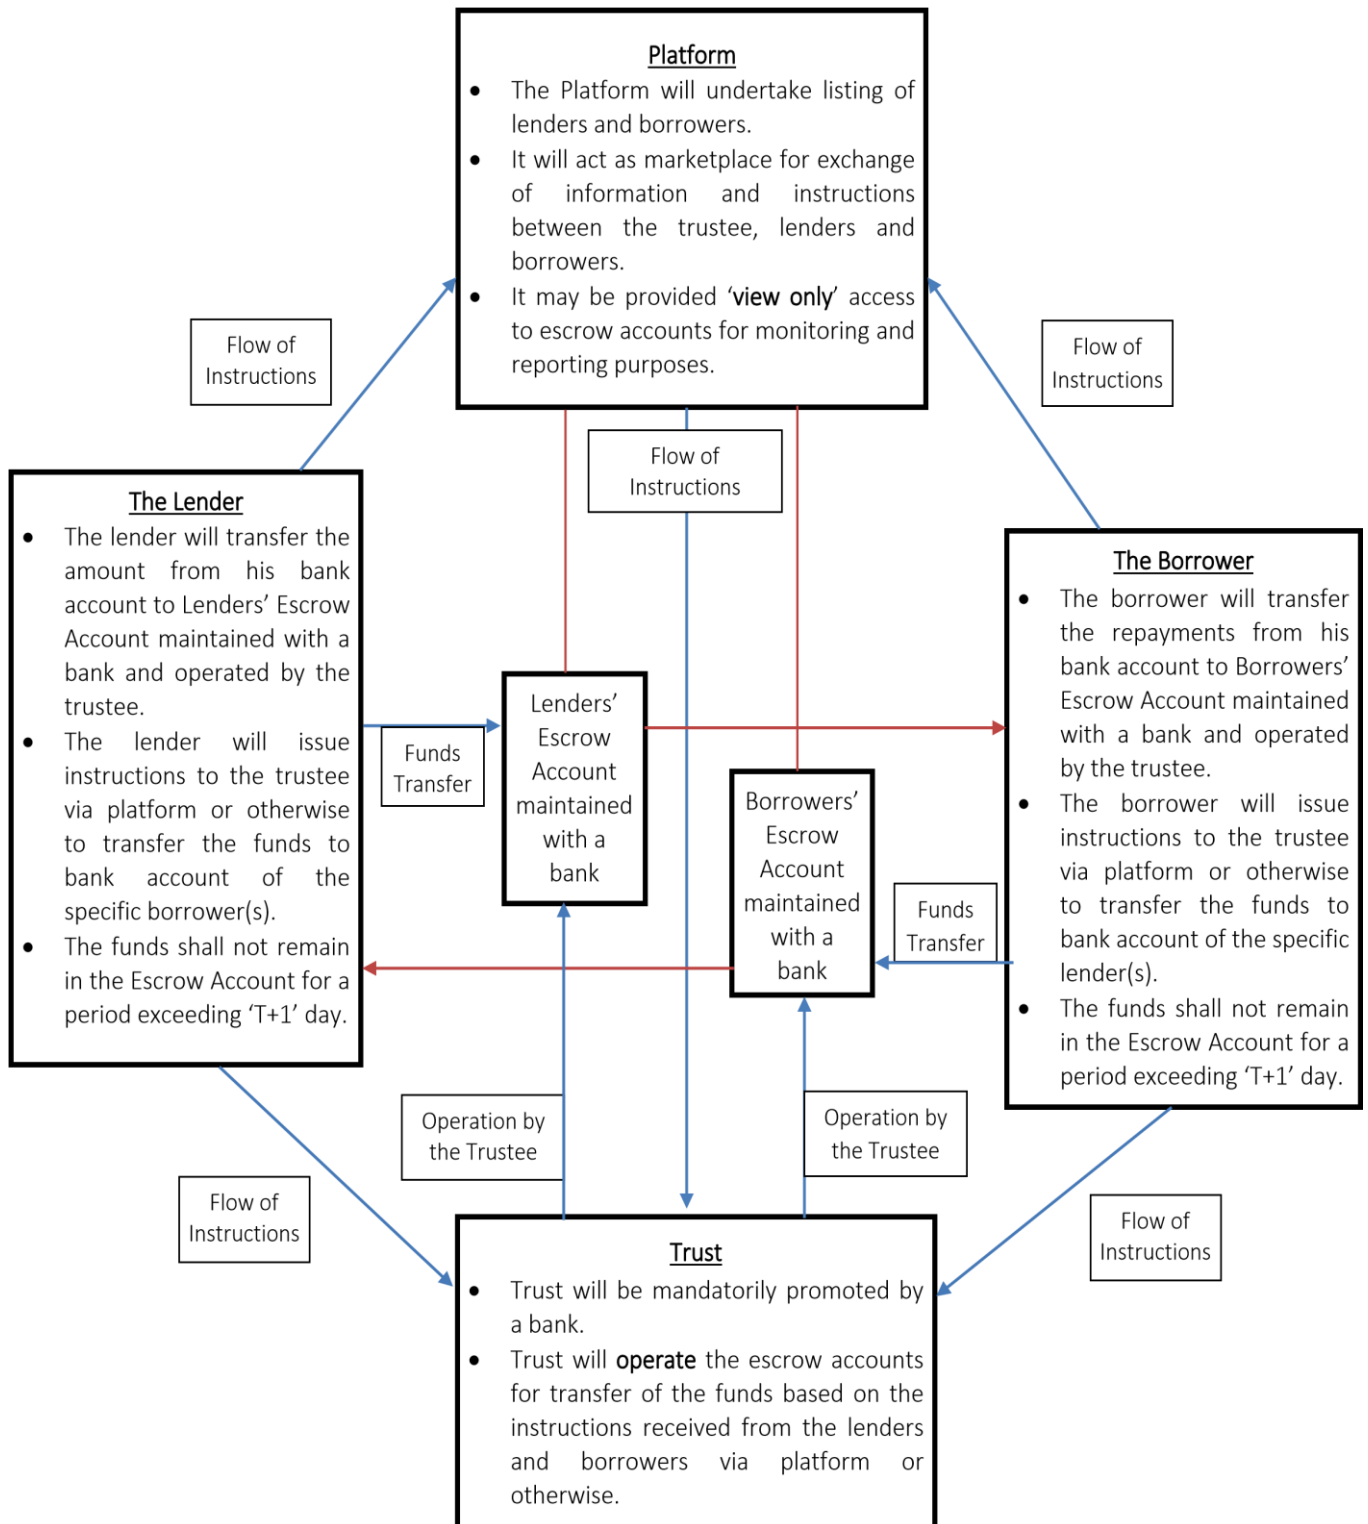 Platform
• The Platform will undertake listing of
lenders and borrowers.
• It will act as marketplace for exchange
of information and instructions
between the trustee, lenders and
borrowers.
• It may be provided ‘view only’ access
to escrow accounts for monitoring and
reporting purposes.
Flow of
Instructions
Flow of
Instructions
Flow of
Instructions
The Lender
• The lender will transfer the
amount from his bank
account to Lenders’ Escrow
Account maintained with a
bank and operated by the
trustee.
• The lender will issue
instructions to the trustee
via platform or otherwise
to transfer the funds to
bank account of the
specific borrower(s).
• The funds shall not remain
in the Escrow Account for a
period exceeding ‘T+1’ day.
Funds
Transfer
Lenders’
Escrow
Account
maintained
with a
bank
Borrowers’
Escrow
Account
maintained
with a
bank
Funds
Transfer
The Borrower
• The borrower will transfer
the repayments from his
bank account to Borrowers’
Escrow Account maintained
with a bank and operated
by the trustee.
• The borrower will issue
instructions to the trustee
via platform or otherwise
to transfer the funds to
bank account of the specific
lender(s).
• The funds shall not remain
in the Escrow Account for a
period exceeding ‘T+1’ day.
Operation by
the Trustee
Operation by
the Trustee
Flow of
Instructions
Flow of
Instructions
Trust
• Trust will be mandatorily promoted by
a bank.
• Trust will operate the escrow accounts
for transfer of the funds based on the
instructions received from the lenders
and borrowers via platform or
otherwise.